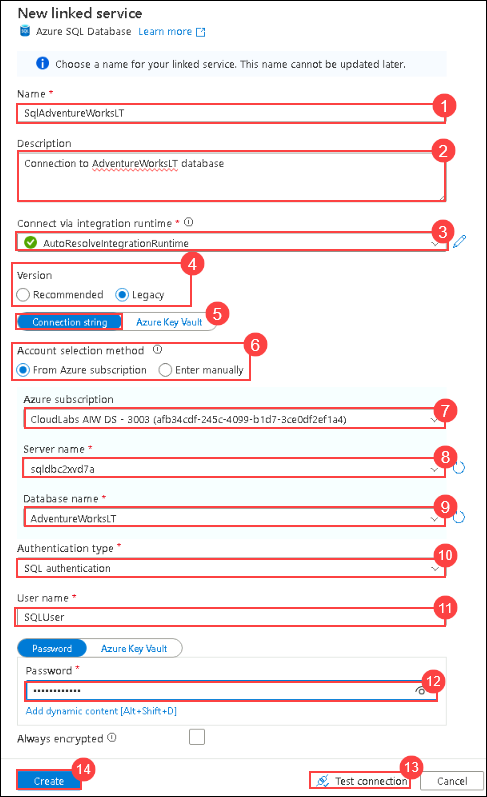 New linked service
Azure SQL Database Learn more
Choose a name for your linked service. This name cannot be updated later.
Name *
1
SqlAdventureWorksLT
Description
2
Connection to AdventureWorksLT database
Connect via integration runtime *
3
AutoResolveIntegrationRuntime
4
Version
Recommended Legacy
5
Connection string Azure Key Vault
6
Account selection method
From Azure subscription Enter manually
Azure subscription
7
CloudLabs AIW DS - 3003 (afb34cdf-245c-4099-b1d7-3ce0df2ef1a4)
Server name *
8
sqldbc2xvd7a
Database name *
9
AdventureWorksLT
Authentication type *
10
SQL authentication
User name *
11
SQLUser
Password Azure Key Vault
Password *
12
••••••••••••
Add dynamic content [Alt+Shift+D]
Always encrypted
14 13
Create Test connection Cancel